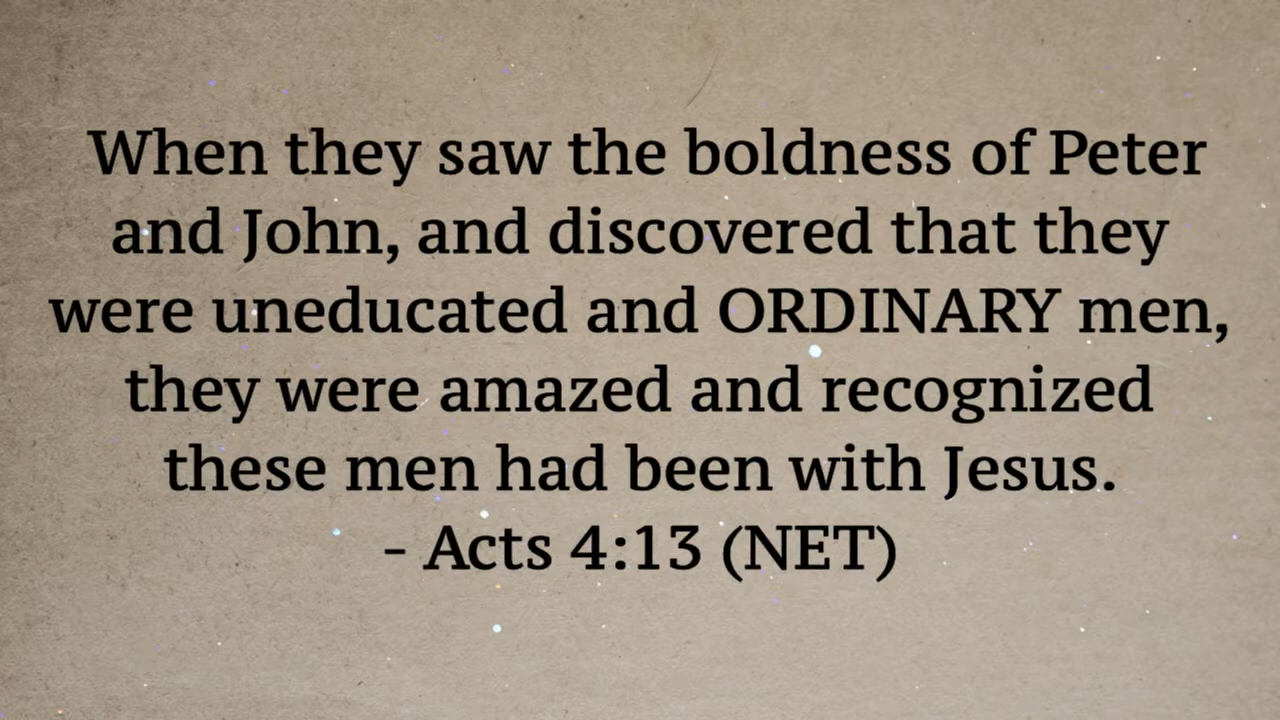 When they saw the boldness of Peter
and John, and discovered that they
were uneducated and ORDINARY men,
they were amazed and recognized
these men had been with Jesus.
- Acts 4:13 (NET)